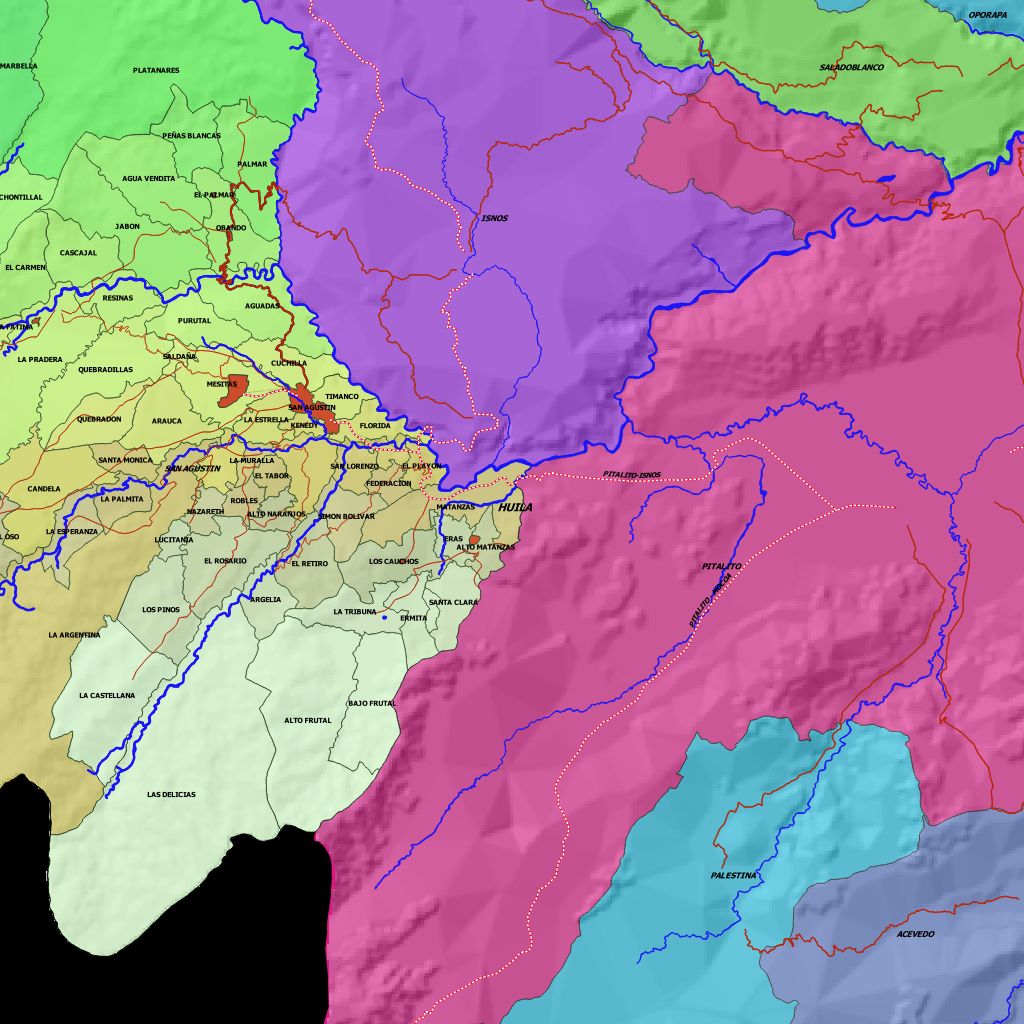 OPORAPA
MARBELLA
PLATANARES
SALADOBLANCO
PEÑAS BLANCAS
PALMAR
AGUA VENDITA
EL PALMAR
CHONTILLAL
ISNOS
JABON
OBANDO
CASCAJAL
EL CARMEN
RESINAS
AGUADAS
PURUTAL
A FATIMA
LA PRADERA
SALDAÑA
CUCHILLA
QUEBRADILLAS
MESITAS
TIMANCO
SAN AGUSTIN
QUEBRADON
ARAUCA
LA ESTRELLA
KENEDY
FLORIDA
SANTA MONICA
LA MURALLA
SAN AGUSTIN
SAN LORENZO
EL PLAYON
EL TABOR
PITALITO-ISNOS
CANDELA
FEDERACION
LA PALMITA
ROBLES
NAZARETH
ALTO NARANJOS
SIMON BOLIVAR
MATANZAS
HUILA
LA ESPERANZA
L OSO
LUCITANIA
ERAS
ALTO MATANZAS
EL ROSARIO
EL RETIRO
LOS CAUCHOS
PITALITO
PITALITO - MOCOA
ARGELIA
SANTA CLARA
LOS PINOS
LA TRIBUNA
ERMITA
LA ARGENTINA
LA CASTELLANA
BAJO FRUTAL
ALTO FRUTAL
LAS DELICIAS
PALESTINA
ACEVEDO